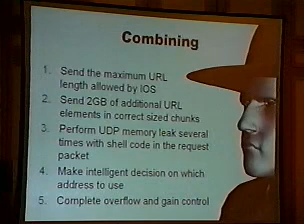 Combining
1. Send the maximum URL
length allowed by IOS
2. Send 2GB of additional URL
elements in correct sized chunks
3. Perform UDP memory leak several
times with shell code in the request
packet
4. Make intelligent decision on which
address to use
5. Complete overflow and gain control